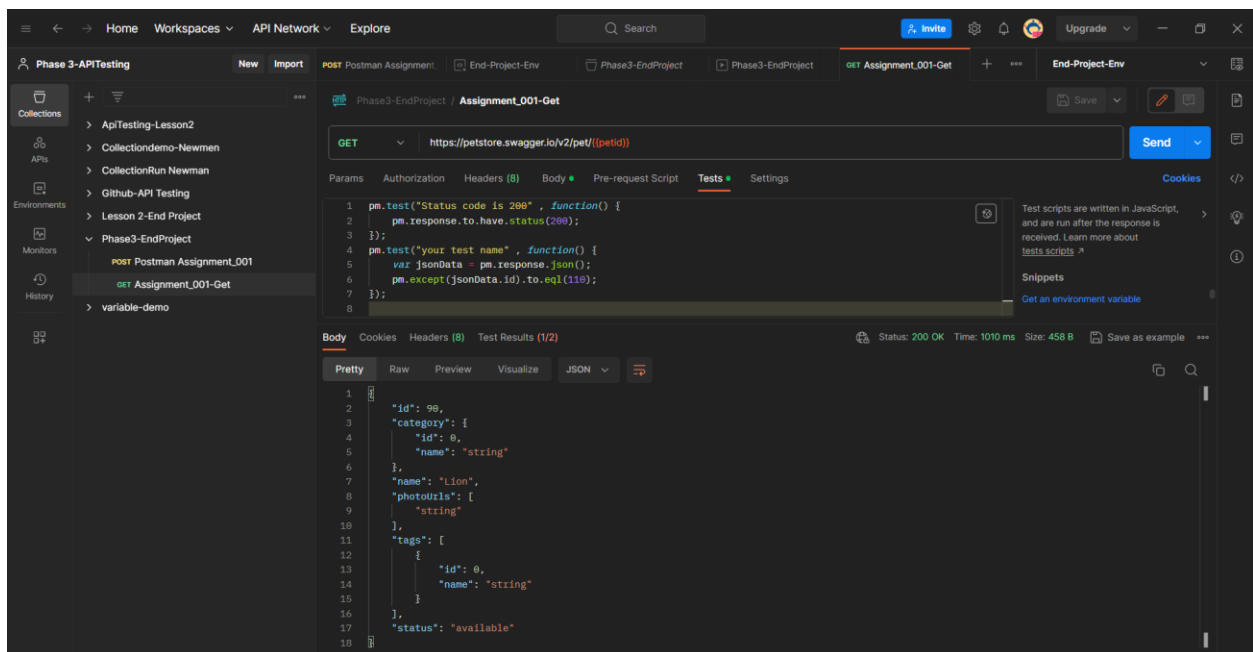 Home Workspaces API Network Explore Search Invite Upgrade
Phase 3-APITesting New Import POST Postman Assignment_ End-Project-Env Phase3-EndProject Phase3-EndProject GET Assignment_001-Get End-Project-Env
Collections
APIs
Environments
Monitors
History
ApiTesting-Lesson2
Collectiondemo-Newmen
CollectionRun Newman
Github-API Testing
Lesson 2-End Project
Phase3-EndProject
POST Postman Assignment_001
GET Assignment_001-Get
variable-demo
Phase3-EndProject / Assignment_001-Get Save
GET https://petstore.swagger.io/v2/pet/{{petid}} Send
Params Authorization Headers (8) Body Pre-request Script Tests Settings Cookies
1 pm.test("Status code is 200" , function() {
2 pm.response.to.have.status(200);
3 });
4 pm.test("your test name" , function() {
5 var jsonData = pm.response.json();
6 pm.except(jsonData.id).to.eql(110);
7 });
8
Test scripts are written in JavaScript,
and are run after the response is
received. Learn more about
tests scripts ↗
Snippets
Get an environment variable
Body Cookies Headers (8) Test Results (1/2) Status: 200 OK Time: 1010 ms Size: 458 B Save as example
Pretty Raw Preview Visualize JSON
1 {
2 "id": 90,
3 "category": {
4 "id": 0,
5 "name": "string"
6 },
7 "name": "Lion",
8 "photoUrls": [
9 "string"
10 ],
11 "tags": [
12 {
13 "id": 0,
14 "name": "string"
15 }
16 ],
17 "status": "available"
18 }